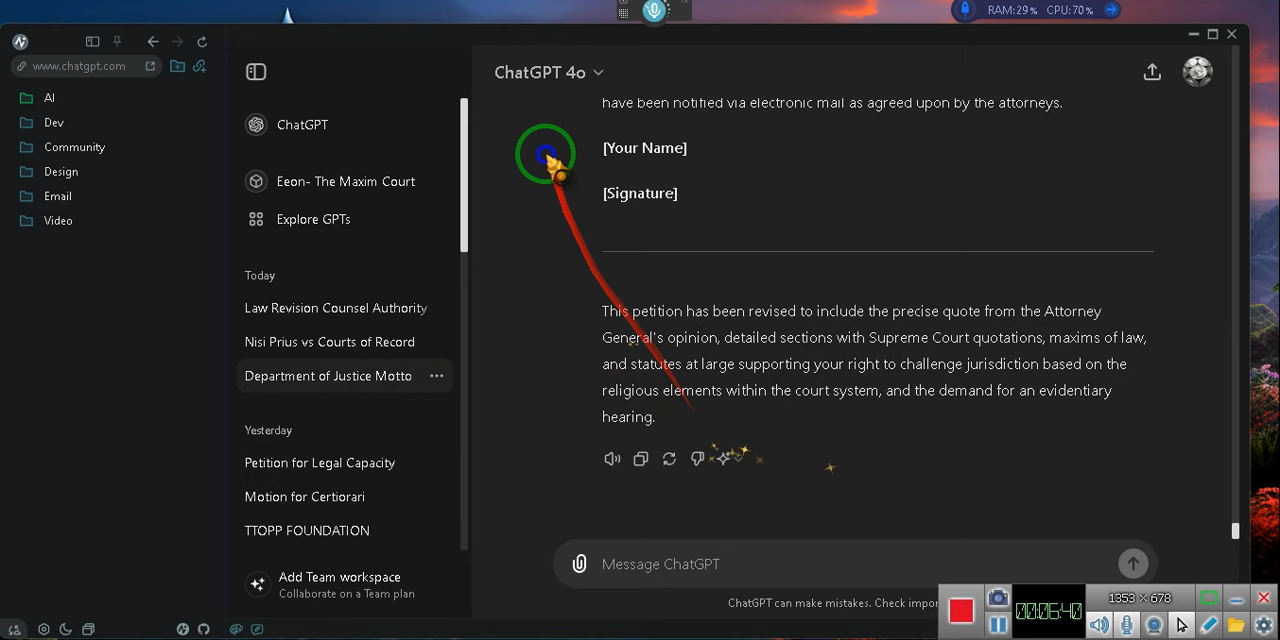 RAM:29% CPU:70%
www.chatgpt.com
AI
Dev
Community
Design
Email
Video
ChatGPT
Eeon- The Maxim Court
Explore GPTs
Today
Law Revision Counsel Authority
Nisi Prius vs Courts of Record
Department of Justice Motto
Yesterday
Petition for Legal Capacity
Motion for Certiorari
TTOPP FOUNDATION
Add Team workspace
Collaborate on a Team plan
ChatGPT 4o
have been notified via electronic mail as agreed upon by the attorneys.
[Your Name]
[Signature]
This petition has been revised to include the precise quote from the Attorney
General's opinion, detailed sections with Supreme Court quotations, maxims of law,
and statutes at large supporting your right to challenge jurisdiction based on the
religious elements within the court system, and the demand for an evidentiary
hearing.
Message ChatGPT
ChatGPT can make mistakes. Check impor
00:06:40
1353 × 678